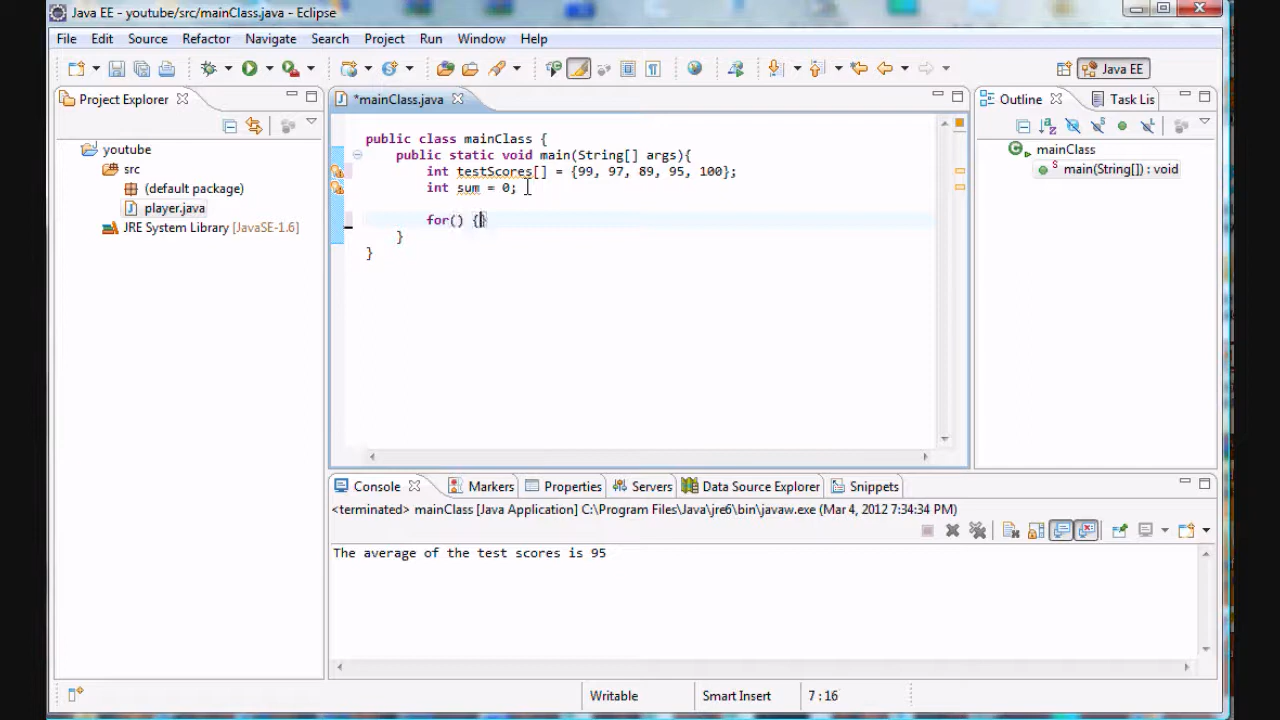 Java EE - youtube/src/mainClass.java - Eclipse
File Edit Source Refactor Navigate Search Project Run Window Help
Java EE
Project Explorer
*mainClass.java
Outline
Task Lis
youtube
src
(default package)
player.java
JRE System Library [JavaSE-1.6]
public class mainClass {
public static void main(String[] args){
int testScores[] = {99, 97, 89, 95, 100};
int sum = 0;
for() {}
}
}
mainClass
main(String[]) : void
Console Markers Properties Servers Data Source Explorer Snippets
<terminated> mainClass [Java Application] C:\Program Files\Java\jre6\bin\javaw.exe (Mar 4, 2012 7:34:34 PM)
The average of the test scores is 95
Writable Smart Insert 7 : 16